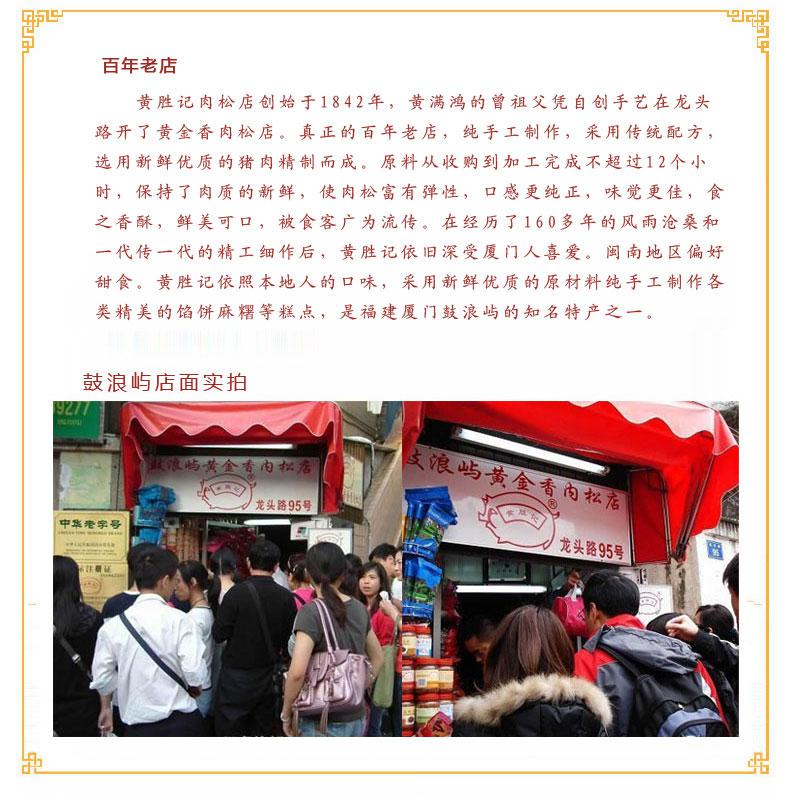 百年老店
黄胜记肉松店创始于1842年，黄满鸿的曾祖父凭自创手艺在龙头
路开了黄金香肉松店。真正的百年老店，纯手工制作，采用传统配方，
选用新鲜优质的猪肉精制而成。原料从收购到加工完成不超过12个小
时，保持了肉质的新鲜，使肉松富有弹性，口感更纯正，味觉更佳，食
之香酥，鲜美可口，被食客广为流传。在经历了160多年的风雨沧桑和
一代传一代的精工细作后，黄胜记依旧深受厦门人喜爱。闽南地区偏好
甜食。黄胜记依照本地人的口味，采用新鲜优质的原材料纯手工制作各
类精美的馅饼麻糬等糕点，是福建厦门鼓浪屿的知名特产之一。
鼓浪屿店面实拍
9277
鼓浪屿黄金香肉松店
黄胜记
龙头路95号
中华老字号
标注册证
鼓浪屿黄金香肉松店
黄胜记
龙头路95号
95